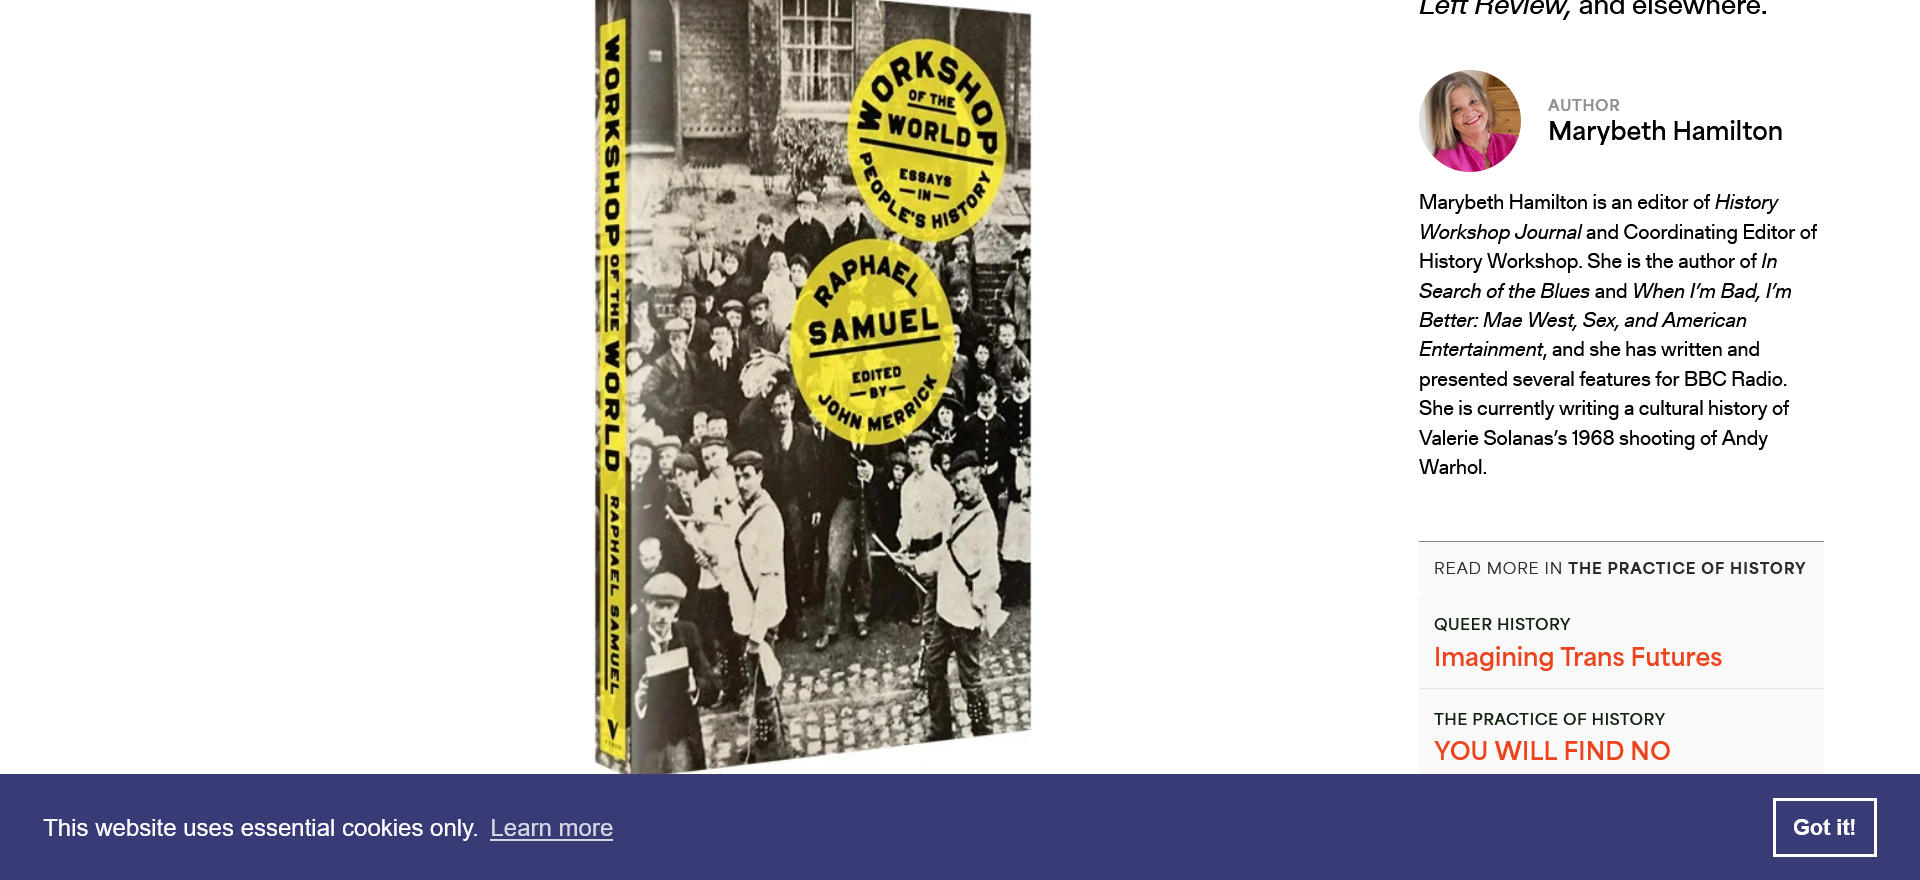 WORKSHOP OF THE WORLD RAPHAEL SAMUEL
WORKSHOP
OF THE
WORLD
ESSAYS
IN
PEOPLE'S HISTORY
RAPHAEL
SAMUEL
EDITED
BY
JOHN MERRICK
Left Review, and elsewhere.
AUTHOR
Marybeth Hamilton
Marybeth Hamilton is an editor of History
Workshop Journal and Coordinating Editor of
History Workshop. She is the author of In
Search of the Blues and When I’m Bad, I’m
Better: Mae West, Sex, and American
Entertainment, and she has written and
presented several features for BBC Radio.
She is currently writing a cultural history of
Valerie Solanas’s 1968 shooting of Andy
Warhol.
READ MORE IN THE PRACTICE OF HISTORY
QUEER HISTORY
Imagining Trans Futures
THE PRACTICE OF HISTORY
YOU WILL FIND NO
This website uses essential cookies only. Learn more
Got it!